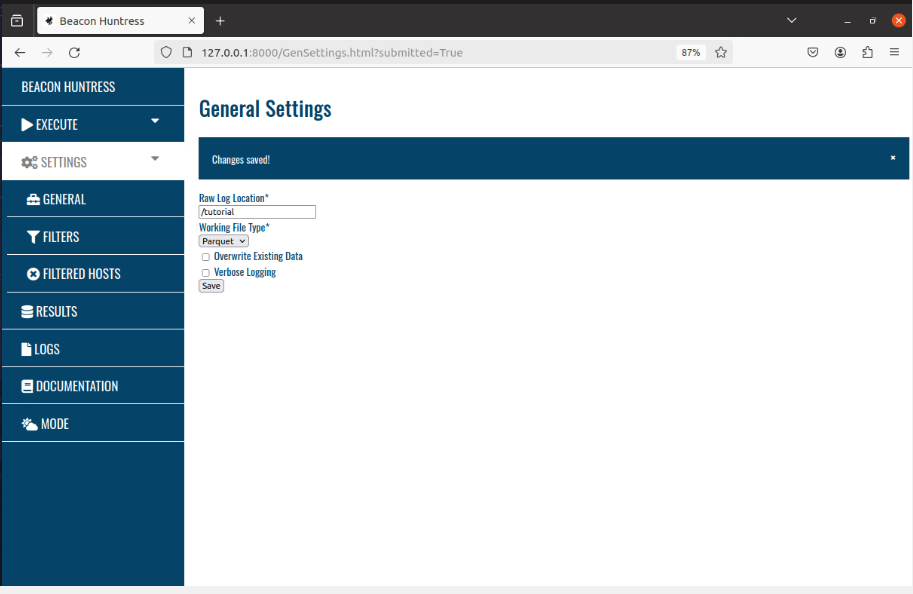 Beacon Huntress
127.0.0.1:8000/GenSettings.html?submitted=True
87%
BEACON HUNTRESS
EXECUTE
SETTINGS
GENERAL
FILTERS
FILTERED HOSTS
RESULTS
LOGS
DOCUMENTATION
MODE
General Settings
Changes saved!
Raw Log Location*
/tutorial
Working File Type*
Parquet
Overwrite Existing Data
Verbose Logging
Save